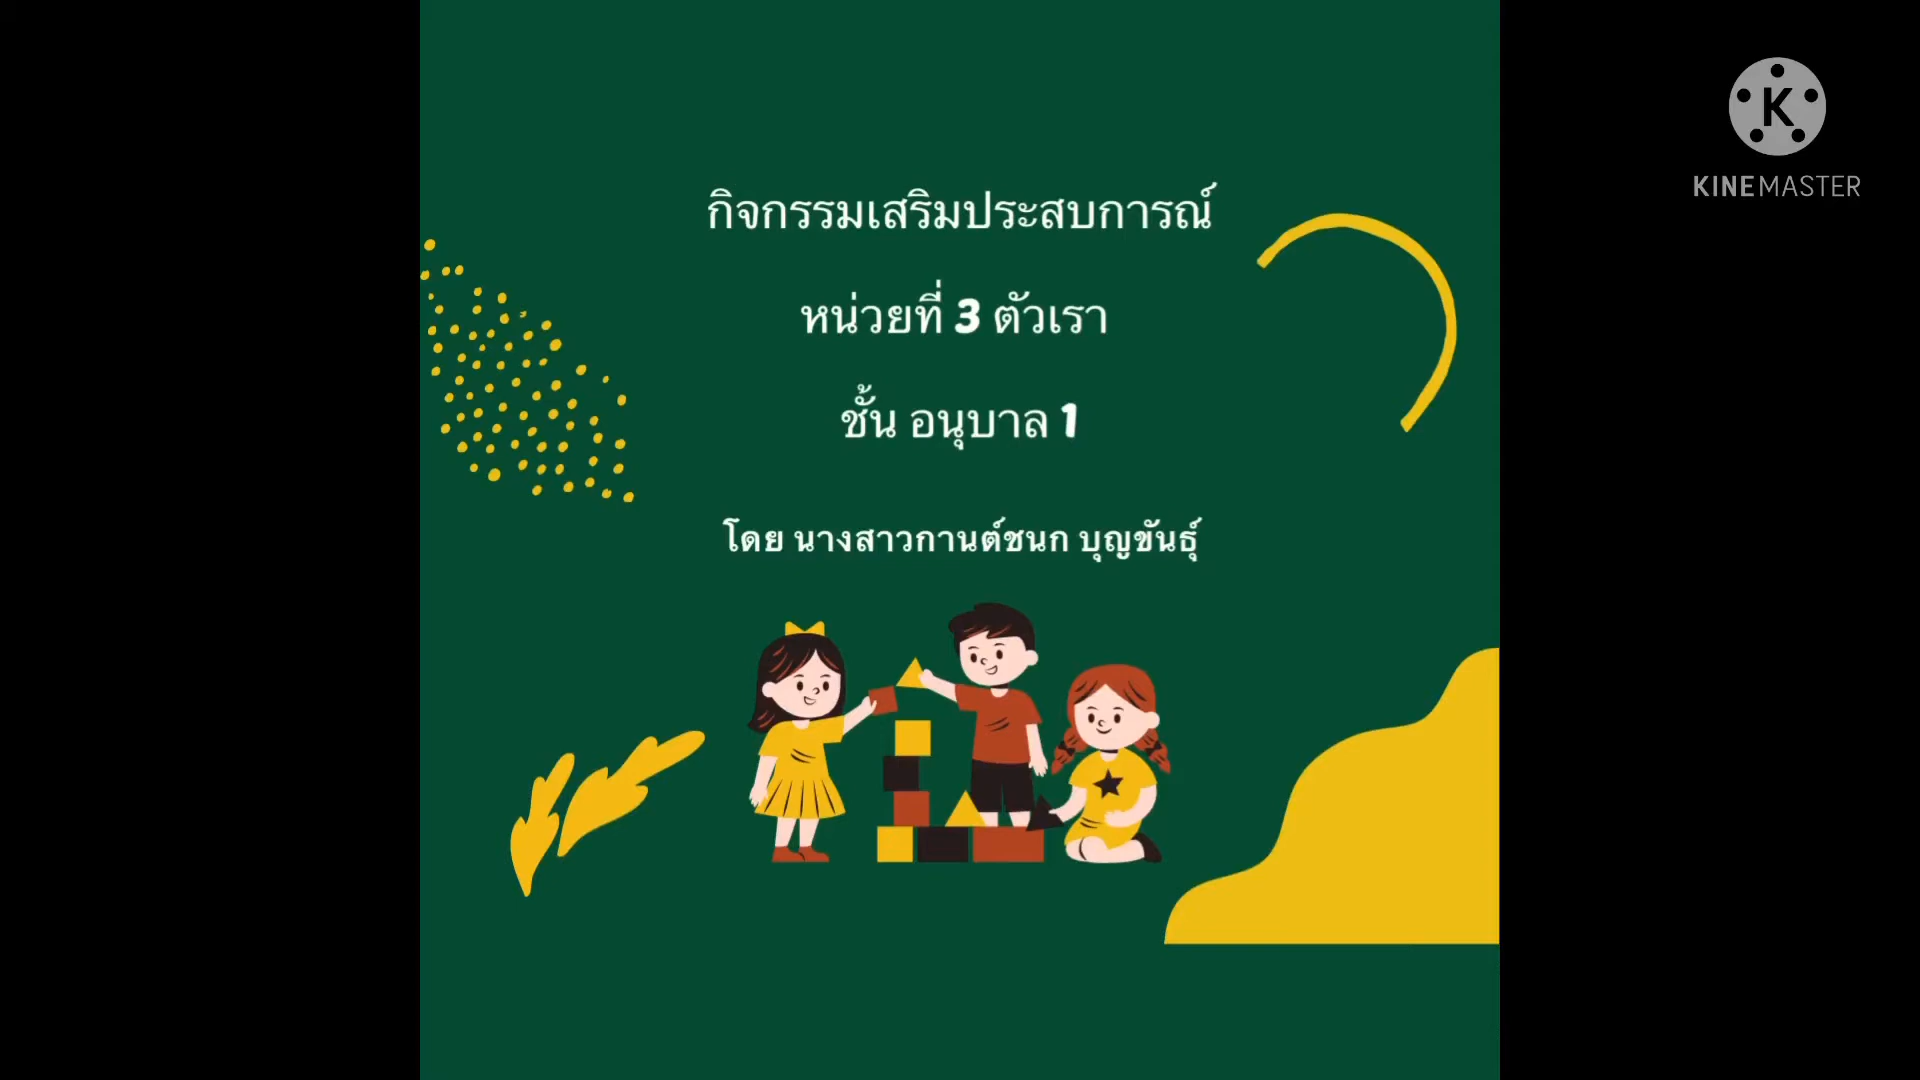 กิจกรรมเสริมประสบการณ์
หน่วยที่ 3 ตัวเรา
ชั้น อนุบาล 1
โดย นางสาวกานต์ชนก บุญขันธุ์
K
KINEMASTER